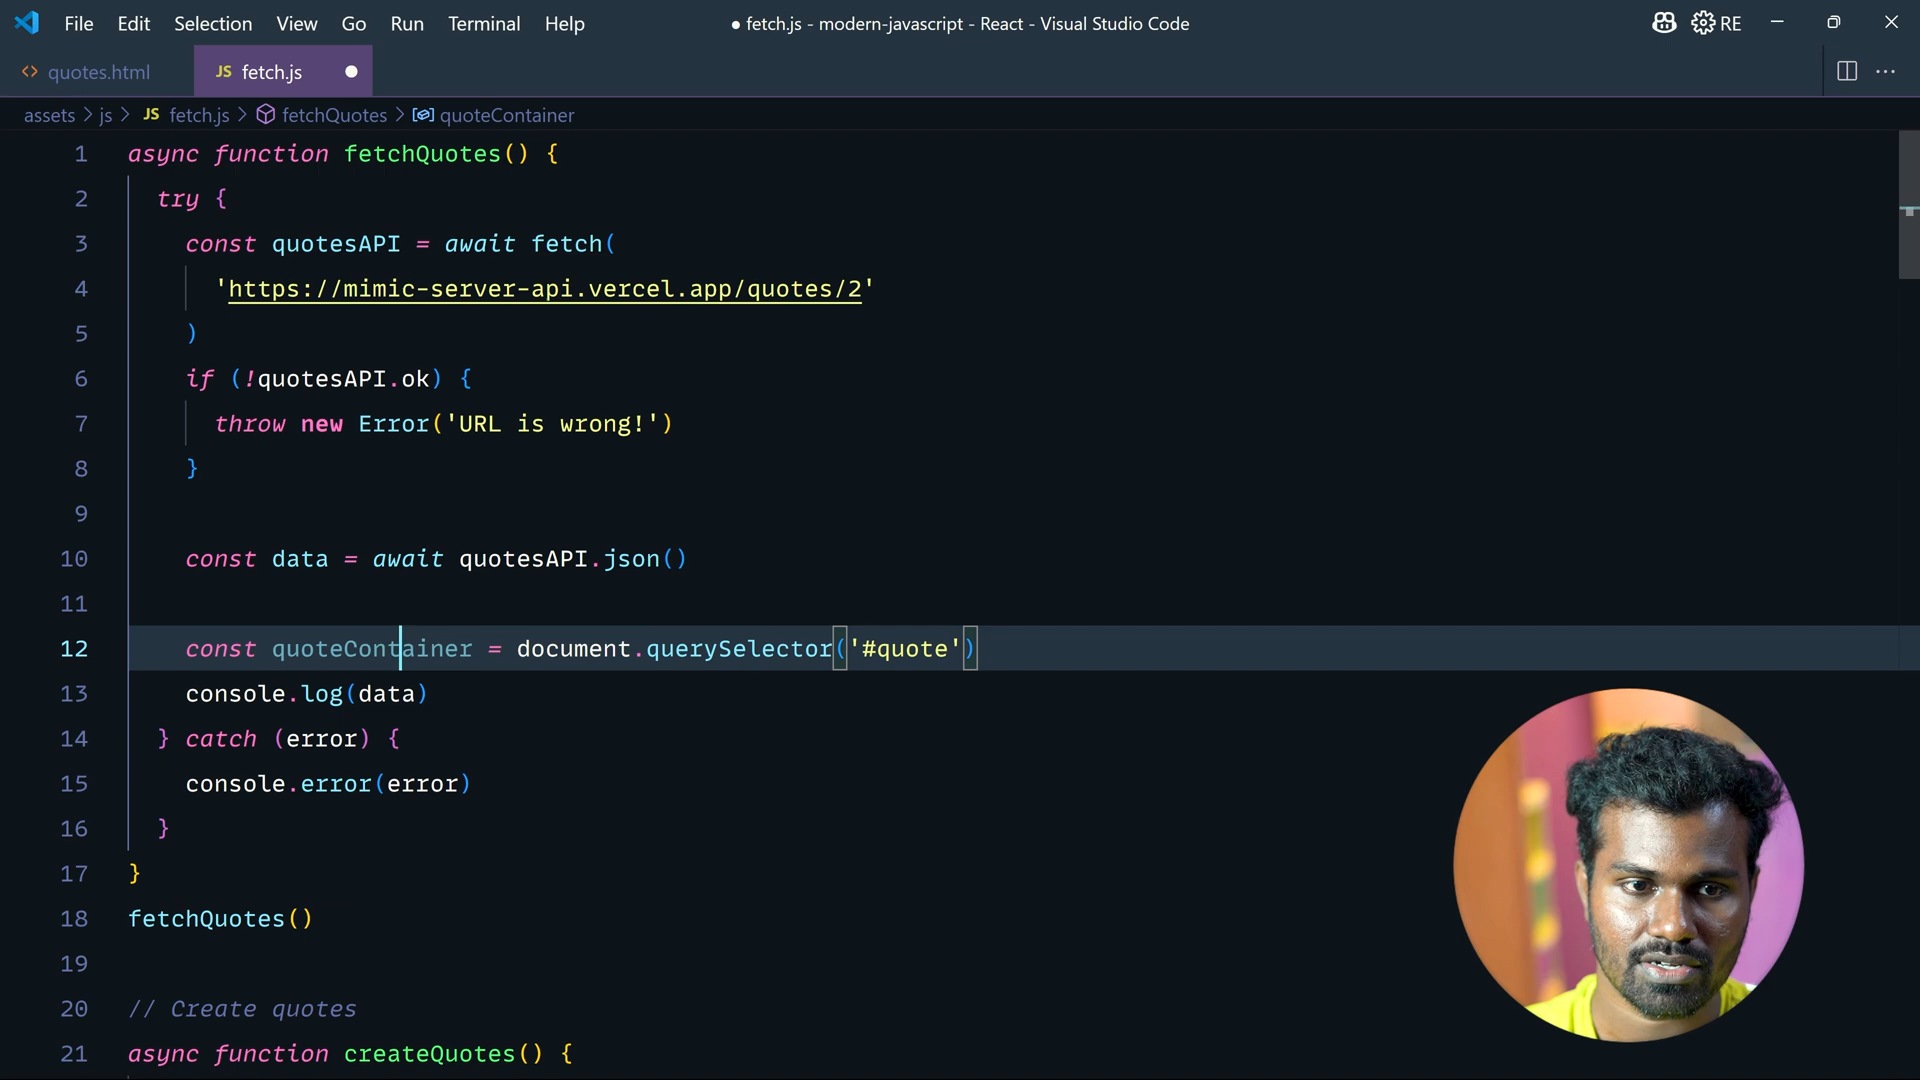 File Edit Selection View Go Run Terminal Help ● fetch.js - modern-javascript - React - Visual Studio Code RE
<> quotes.html JS fetch.js ●
assets > js > JS fetch.js > fetchQuotes > quoteContainer
1 async function fetchQuotes() {
2 try {
3 const quotesAPI = await fetch(
4 'https://mimic-server-api.vercel.app/quotes/2'
5 )
6 if (!quotesAPI.ok) {
7 throw new Error('URL is wrong!')
8 }
9
10 const data = await quotesAPI.json()
11
12 const quoteContainer = document.querySelector('#quote')
13 console.log(data)
14 } catch (error) {
15 console.error(error)
16 }
17 }
18 fetchQuotes()
19
20 // Create quotes
21 async function createQuotes() {